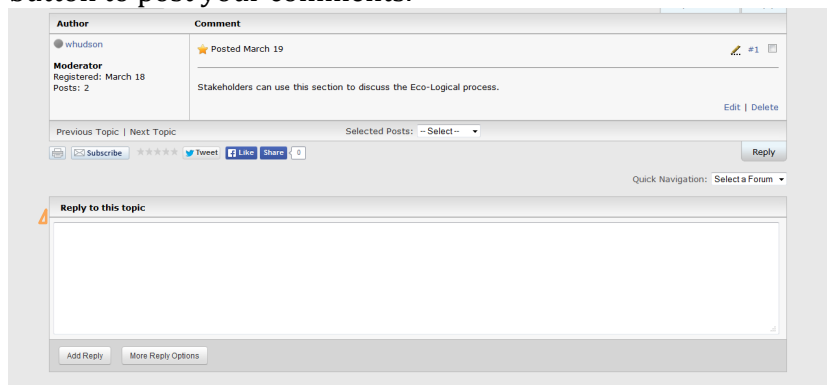 button to post your comments.
Author Comment
whudson
Posted March 19 #1
Moderator
Registered: March 18
Posts: 2
Stakeholders can use this section to discuss the Eco-Logical process.
Edit | Delete
Previous Topic | Next Topic Selected Posts: -- Select --
Subscribe Tweet Like Share 0 Reply
Quick Navigation: Select a Forum
Reply to this topic
Add Reply More Reply Options